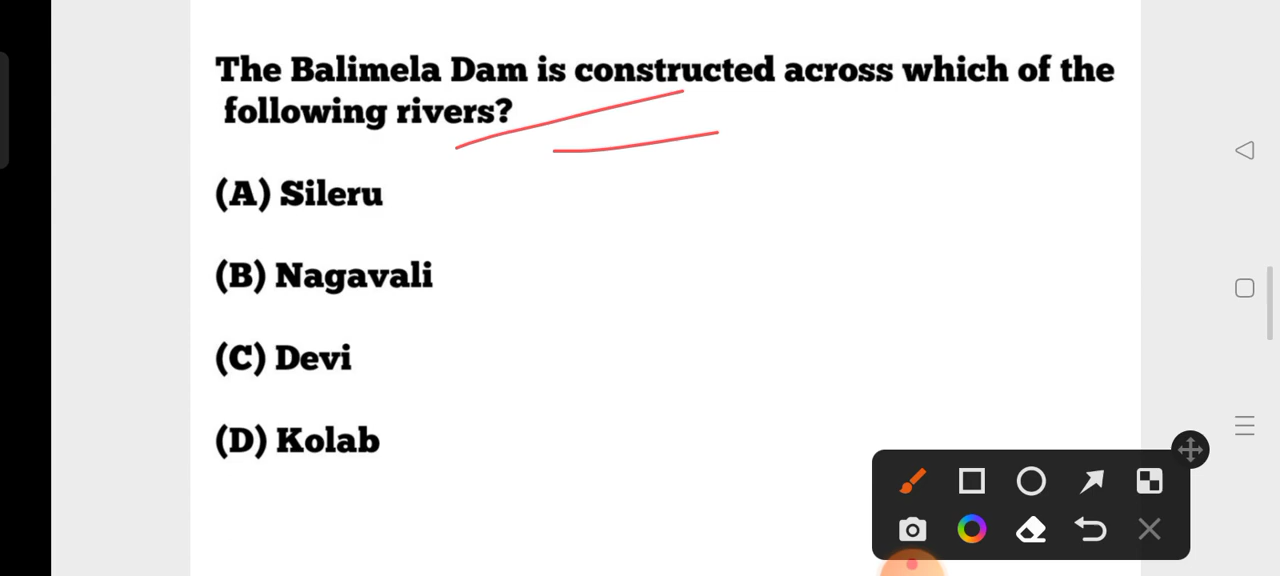 The Balimela Dam is constructed across which of the
following rivers?
(A) Sileru
(B) Nagavali
(C) Devi
(D) Kolab